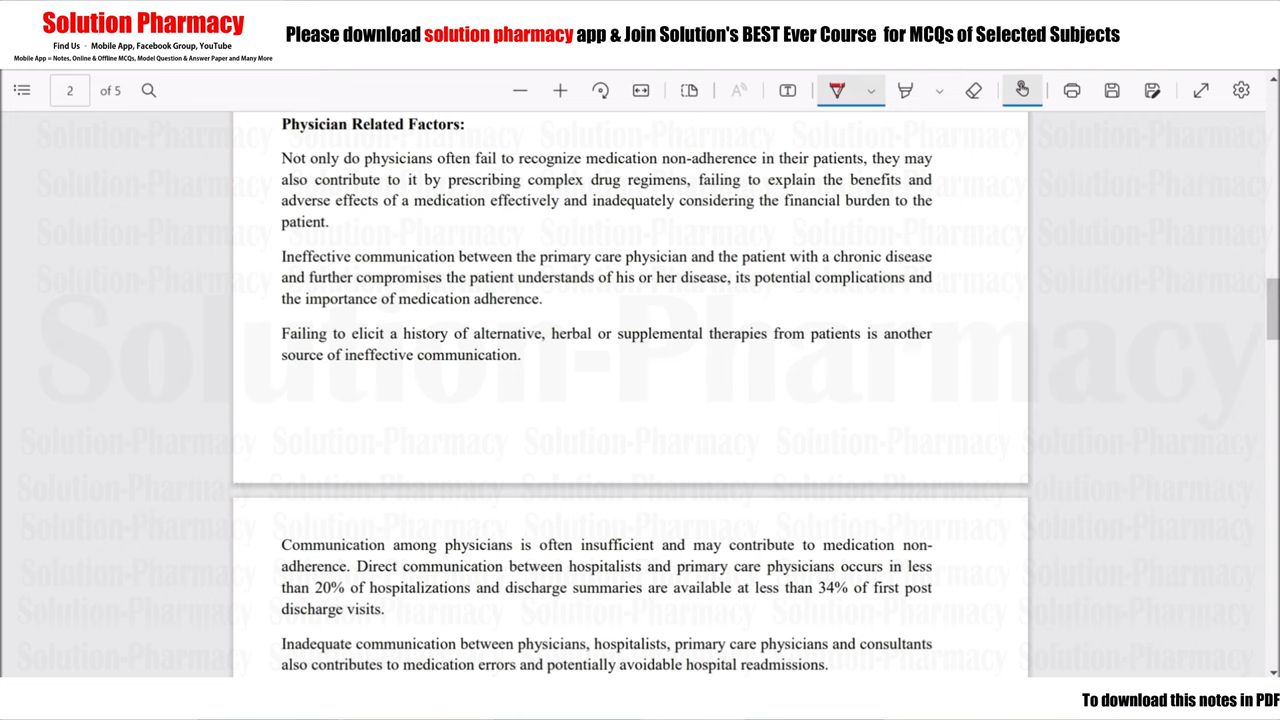 Solution Pharmacy
Find Us - Mobile App, Facebook Group, YouTube
Mobile App = Notes, Online & Offline MCQs, Model Question & Answer Paper and Many More
Please download solution pharmacy app & Join Solution's BEST Ever Course for MCQs of Selected Subjects
2 of 5
Physician Related Factors:
Not only do physicians often fail to recognize medication non-adherence in their patients, they may
also contribute to it by prescribing complex drug regimens, failing to explain the benefits and
adverse effects of a medication effectively and inadequately considering the financial burden to the
patient.
Ineffective communication between the primary care physician and the patient with a chronic disease
and further compromises the patient understands of his or her disease, its potential complications and
the importance of medication adherence.
Failing to elicit a history of alternative, herbal or supplemental therapies from patients is another
source of ineffective communication.
Solution-Pharmacy
Communication among physicians is often insufficient and may contribute to medication non-
adherence. Direct communication between hospitalists and primary care physicians occurs in less
than 20% of hospitalizations and discharge summaries are available at less than 34% of first post
discharge visits.
Inadequate communication between physicians, hospitalists, primary care physicians and consultants
also contributes to medication errors and potentially avoidable hospital readmissions.
To download this notes in PDF